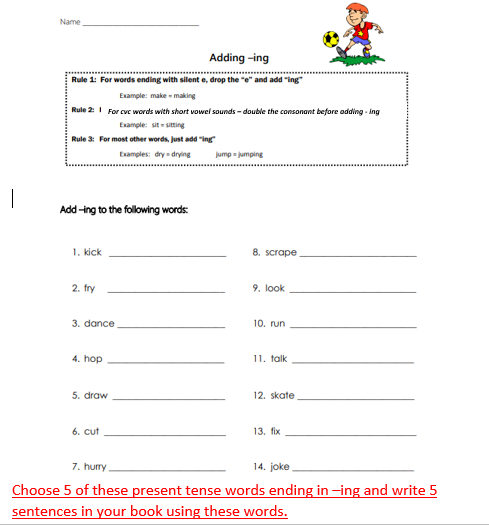 Name
Adding –ing
Rule 1: For words ending with silent e, drop the "e" and add "ing"
Example: make = making
Rule 2: I For cvc words with short vowel sounds – double the consonant before adding - ing
Example: sit = sitting
Rule 3: For most other words, just add "ing"
Examples: dry = drying jump = jumping
Add –ing to the following words:
1. kick
2. fry
3. dance
4. hop
5. draw
6. cut
7. hurry
8. scrape
9. look
10. run
11. talk
12. skate
13. fix
14. joke
Choose 5 of these present tense words ending in –ing and write 5
sentences in your book using these words.